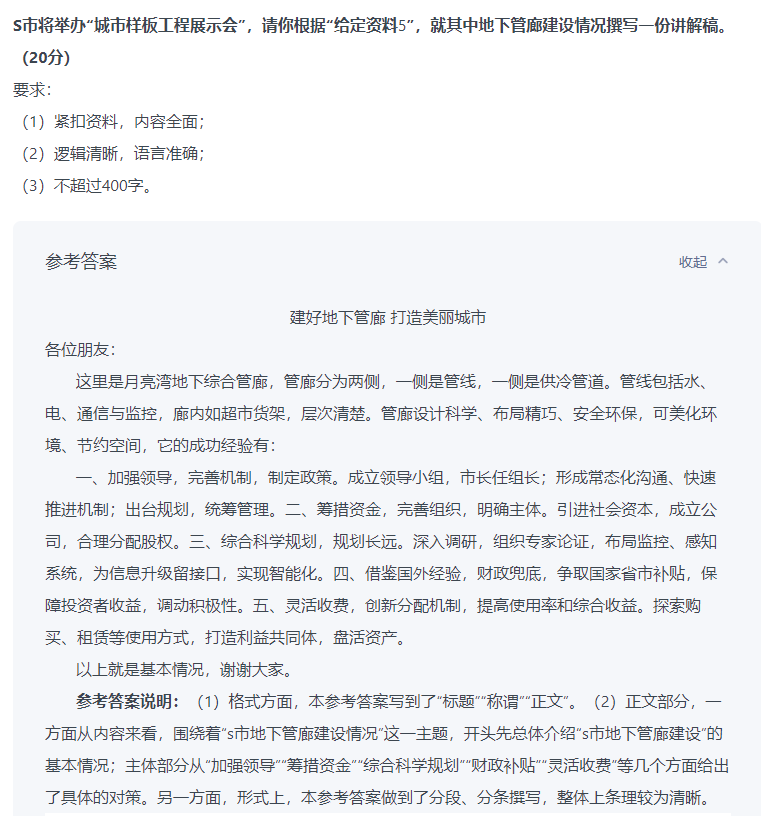 S市将举办“城市样板工程展示会”，请你根据“给定资料5”，就其中地下管廊建设情况撰写一份讲解稿。
（20分）
要求：
（1）紧扣资料，内容全面；
（2）逻辑清晰，语言准确；
（3）不超过400字。
参考答案
收起
建好地下管廊 打造美丽城市
各位朋友：
这里是月亮湾地下综合管廊，管廊分为两侧，一侧是管线，一侧是供冷管道。管线包括水、
电、通信与监控，廊内如超市货架，层次清楚。管廊设计科学、布局精巧、安全环保，可美化环
境、节约空间，它的成功经验有：
一、加强领导，完善机制，制定政策。成立领导小组，市长任组长；形成常态化沟通、快速
推进机制；出台规划，统筹管理。二、筹措资金，完善组织，明确主体。引进社会资本，成立公
司，合理分配股权。三、综合科学规划，规划长远。深入调研，组织专家论证，布局监控、感知
系统，为信息升级留接口，实现智能化。四、借鉴国外经验，财政兜底，争取国家省市补贴，保
障投资者收益，调动积极性。五、灵活收费，创新分配机制，提高使用率和综合收益。探索购
买、租赁等使用方式，打造利益共同体，盘活资产。
以上就是基本情况，谢谢大家。
参考答案说明：（1）格式方面，本参考答案写到了“标题”“称谓”“正文”。（2）正文部分，一
方面从内容来看，围绕着“s市地下管廊建设情况”这一主题，开头先总体介绍“s市地下管廊建设”的
基本情况；主体部分从“加强领导”“筹措资金”“综合科学规划”“财政补贴”“灵活收费”等几个方面给出
了具体的对策。另一方面，形式上，本参考答案做到了分段、分条撰写，整体上条理较为清晰。